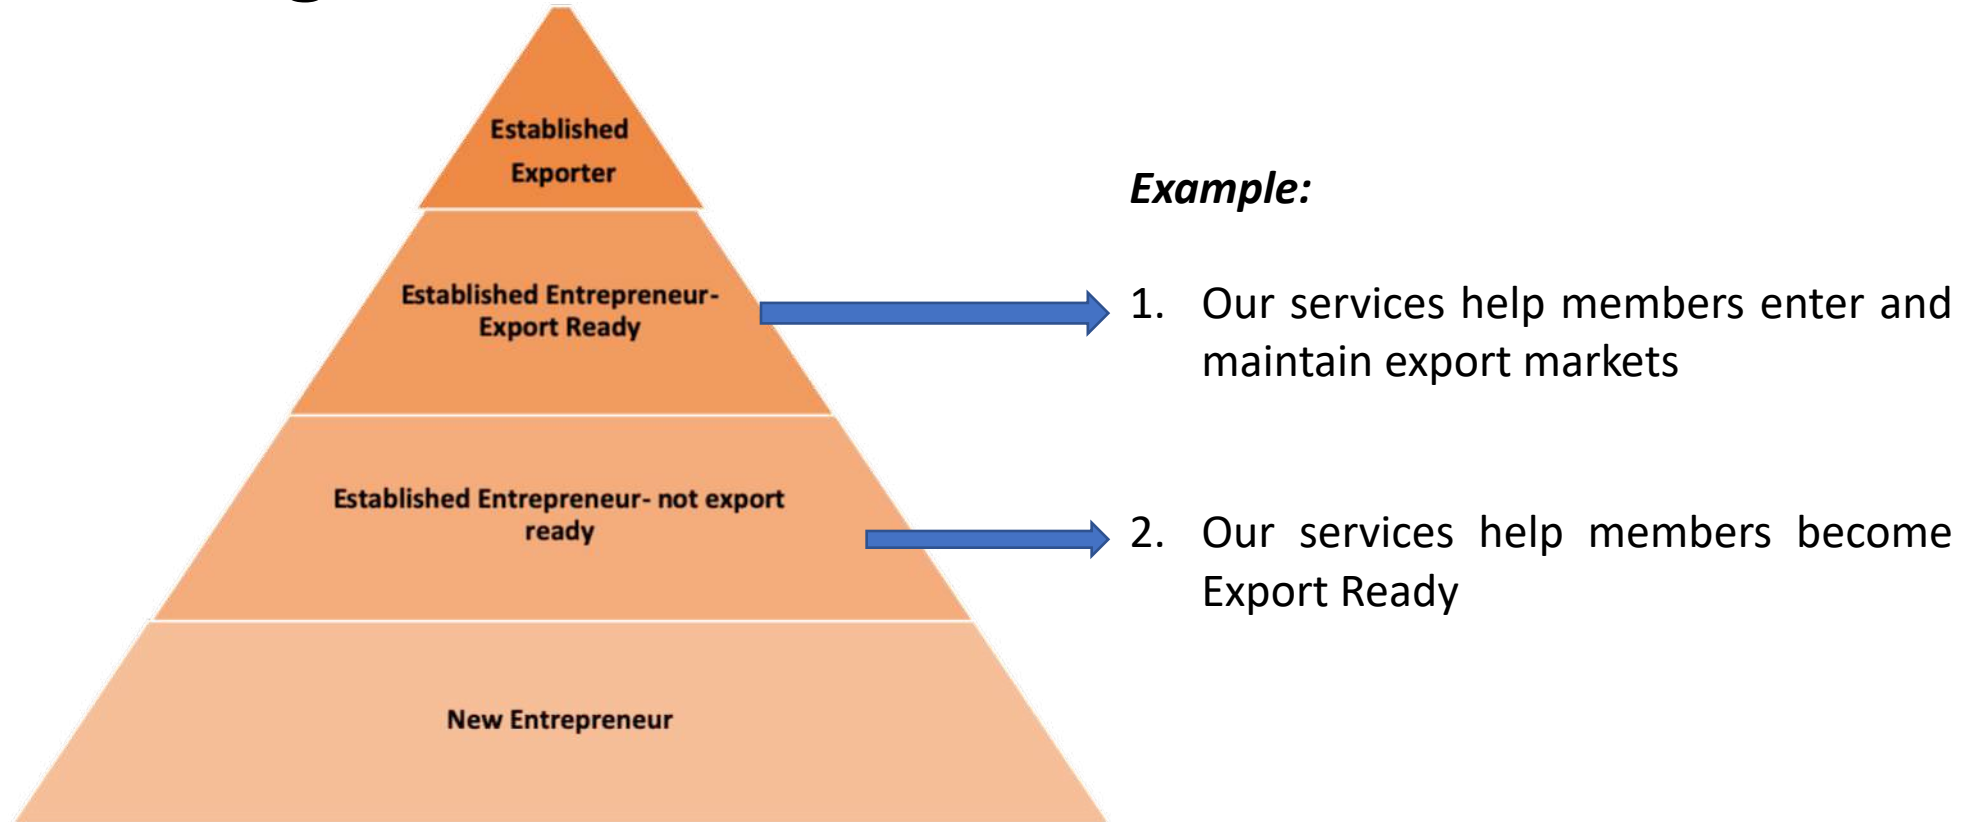 Established
Exporter
Established Entrepreneur-
Export Ready
Established Entrepreneur- not export
ready
New Entrepreneur
Example:
1. Our services help members enter and
maintain export markets
2. Our services help members become
Export Ready